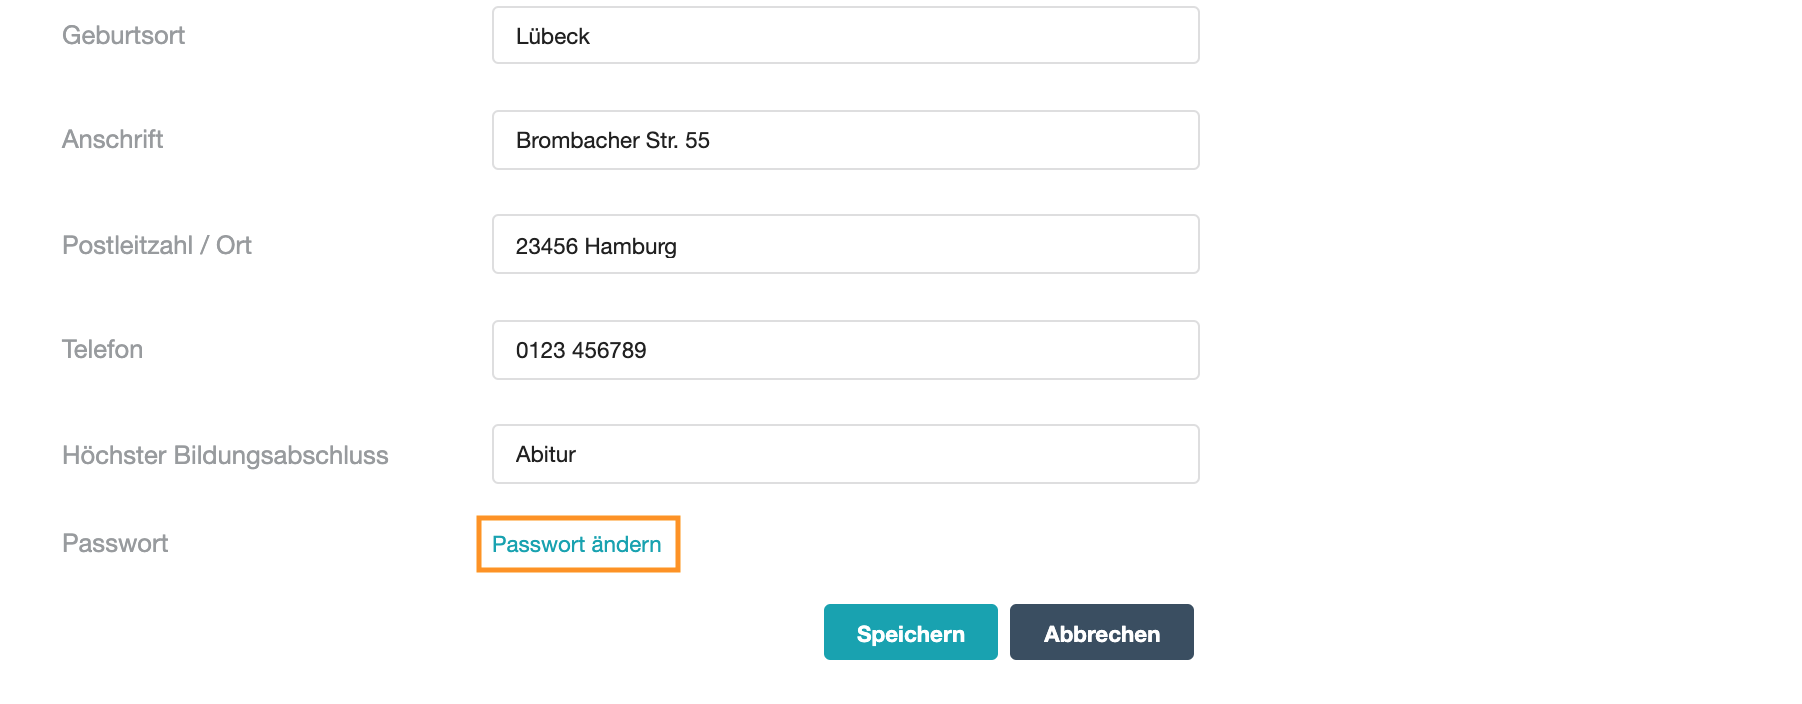 Geburtsort Lübeck
Anschrift Brombacher Str. 55
Postleitzahl / Ort 23456 Hamburg
Telefon 0123 456789
Höchster Bildungsabschluss Abitur
Passwort Passwort ändern
Speichern Abbrechen